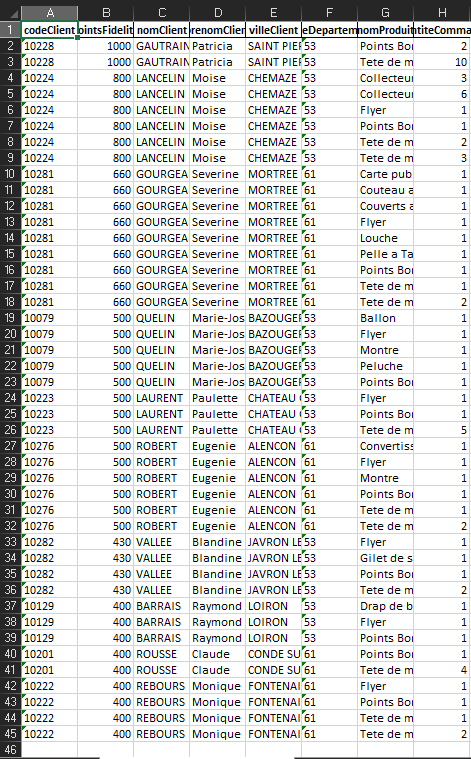 A B C D E F G H
1 codeClient ointsFidelit nomClient renomClier villeClient eDepartem nomProduit ntiteComma
2 10228 1000 GAUTRAIN Patricia SAINT PIER 53 Points Bon 2
3 10228 1000 GAUTRAIN Patricia SAINT PIER 53 Tete de m 10
4 10224 800 LANCELIN Moise CHEMAZE 53 Collecteur 3
5 10224 800 LANCELIN Moise CHEMAZE 53 Collecteur 6
6 10224 800 LANCELIN Moise CHEMAZE 53 Flyer 1
7 10224 800 LANCELIN Moise CHEMAZE 53 Points Bon 1
8 10224 800 LANCELIN Moise CHEMAZE 53 Tete de m 2
9 10224 800 LANCELIN Moise CHEMAZE 53 Tete de m 3
10 10281 660 GOURGEA Severine MORTREE 61 Carte pub 1
11 10281 660 GOURGEA Severine MORTREE 61 Couteau a 1
12 10281 660 GOURGEA Severine MORTREE 61 Couverts a 1
13 10281 660 GOURGEA Severine MORTREE 61 Flyer 1
14 10281 660 GOURGEA Severine MORTREE 61 Louche 1
15 10281 660 GOURGEA Severine MORTREE 61 Pelle a Ta 1
16 10281 660 GOURGEA Severine MORTREE 61 Points Bon 1
17 10281 660 GOURGEA Severine MORTREE 61 Tete de m 1
18 10281 660 GOURGEA Severine MORTREE 61 Tete de m 2
19 10079 500 QUELIN Marie-Jos BAZOUGER 53 Ballon 1
20 10079 500 QUELIN Marie-Jos BAZOUGER 53 Flyer 1
21 10079 500 QUELIN Marie-Jos BAZOUGER 53 Montre 1
22 10079 500 QUELIN Marie-Jos BAZOUGER 53 Peluche 1
23 10079 500 QUELIN Marie-Jos BAZOUGER 53 Points Bon 1
24 10223 500 LAURENT Paulette CHATEAU 53 Flyer 1
25 10223 500 LAURENT Paulette CHATEAU 53 Points Bon 1
26 10223 500 LAURENT Paulette CHATEAU 53 Tete de m 5
27 10276 500 ROBERT Eugenie ALENCON 61 Convertiss 1
28 10276 500 ROBERT Eugenie ALENCON 61 Flyer 1
29 10276 500 ROBERT Eugenie ALENCON 61 Montre 1
30 10276 500 ROBERT Eugenie ALENCON 61 Points Bon 1
31 10276 500 ROBERT Eugenie ALENCON 61 Tete de m 1
32 10276 500 ROBERT Eugenie ALENCON 61 Tete de m 2
33 10282 430 VALLEE Blandine JAVRON LE 53 Flyer 1
34 10282 430 VALLEE Blandine JAVRON LE 53 Gilet de s 1
35 10282 430 VALLEE Blandine JAVRON LE 53 Points Bon 1
36 10282 430 VALLEE Blandine JAVRON LE 53 Tete de m 2
37 10129 400 BARRAIS Raymond LOIRON 53 Drap de b 1
38 10129 400 BARRAIS Raymond LOIRON 53 Flyer 1
39 10129 400 BARRAIS Raymond LOIRON 53 Points Bon 1
40 10201 400 ROUSSE Claude CONDE SU 61 Points Bon 1
41 10201 400 ROUSSE Claude CONDE SU 61 Tete de m 4
42 10222 400 REBOURS Monique FONTENAI 61 Flyer 1
43 10222 400 REBOURS Monique FONTENAI 61 Points Bon 1
44 10222 400 REBOURS Monique FONTENAI 61 Tete de m 1
45 10222 400 REBOURS Monique FONTENAI 61 Tete de m 2
46